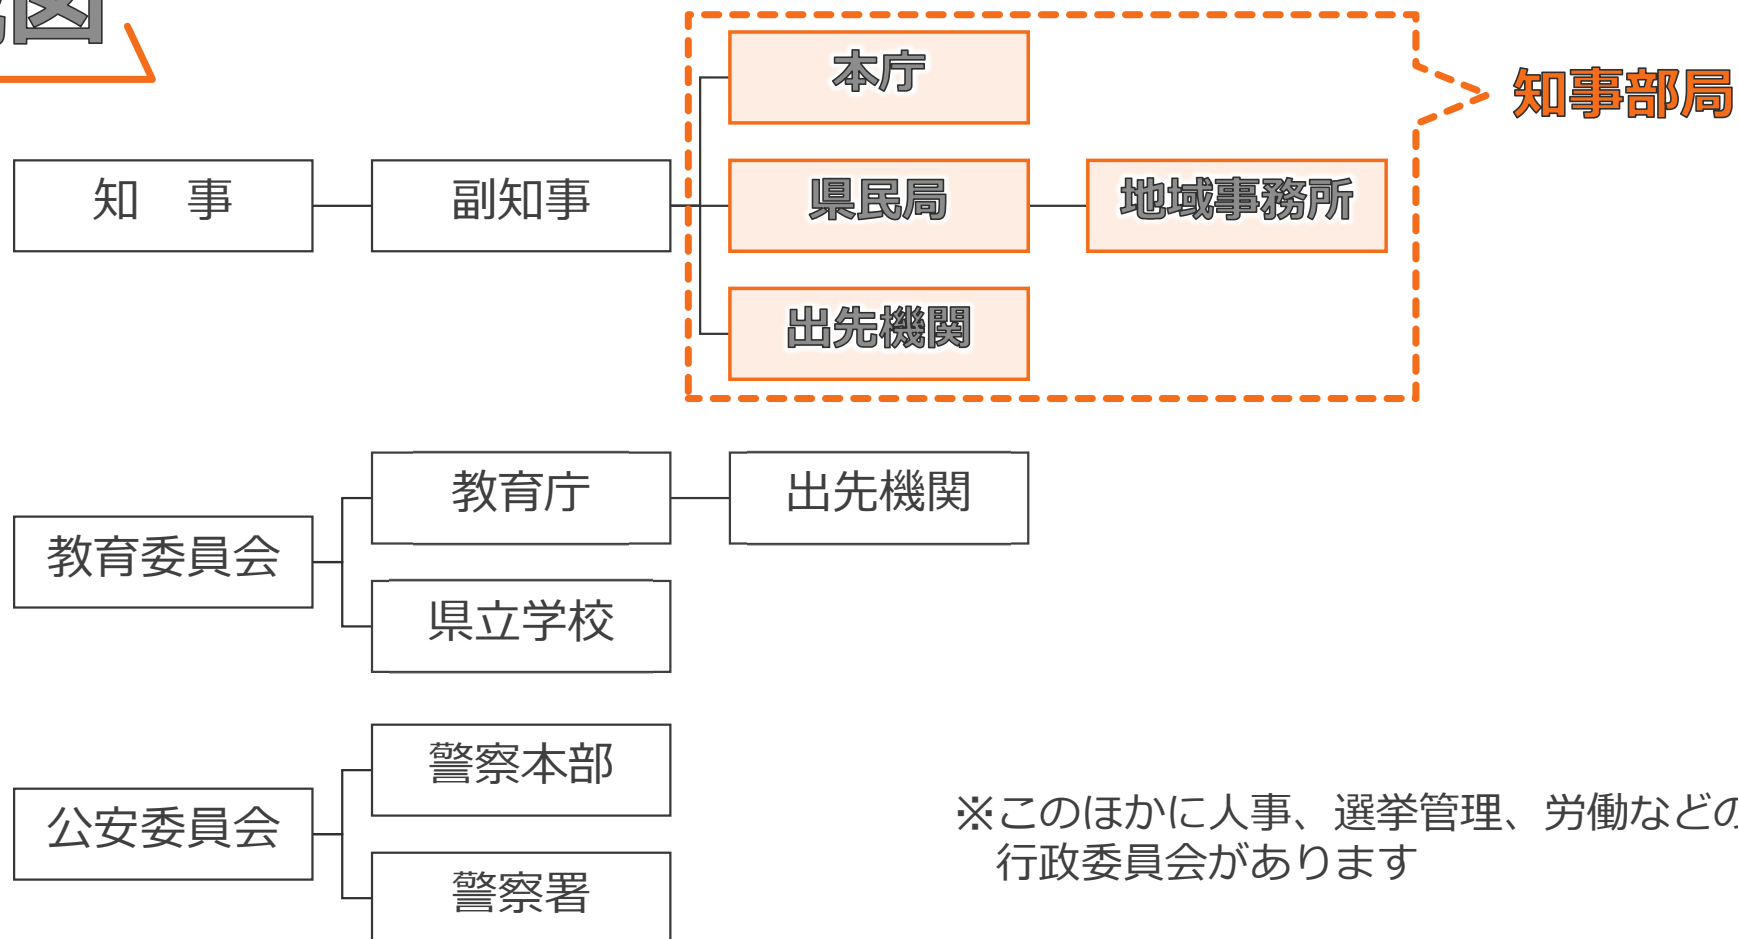 図
本庁
知事部局
知　事
副知事
県民局
地域事務所
出先機関
教育庁
出先機関
教育委員会
県立学校
警察本部
公安委員会
警察署
※このほかに人事、選挙管理、労働などの
行政委員会があります